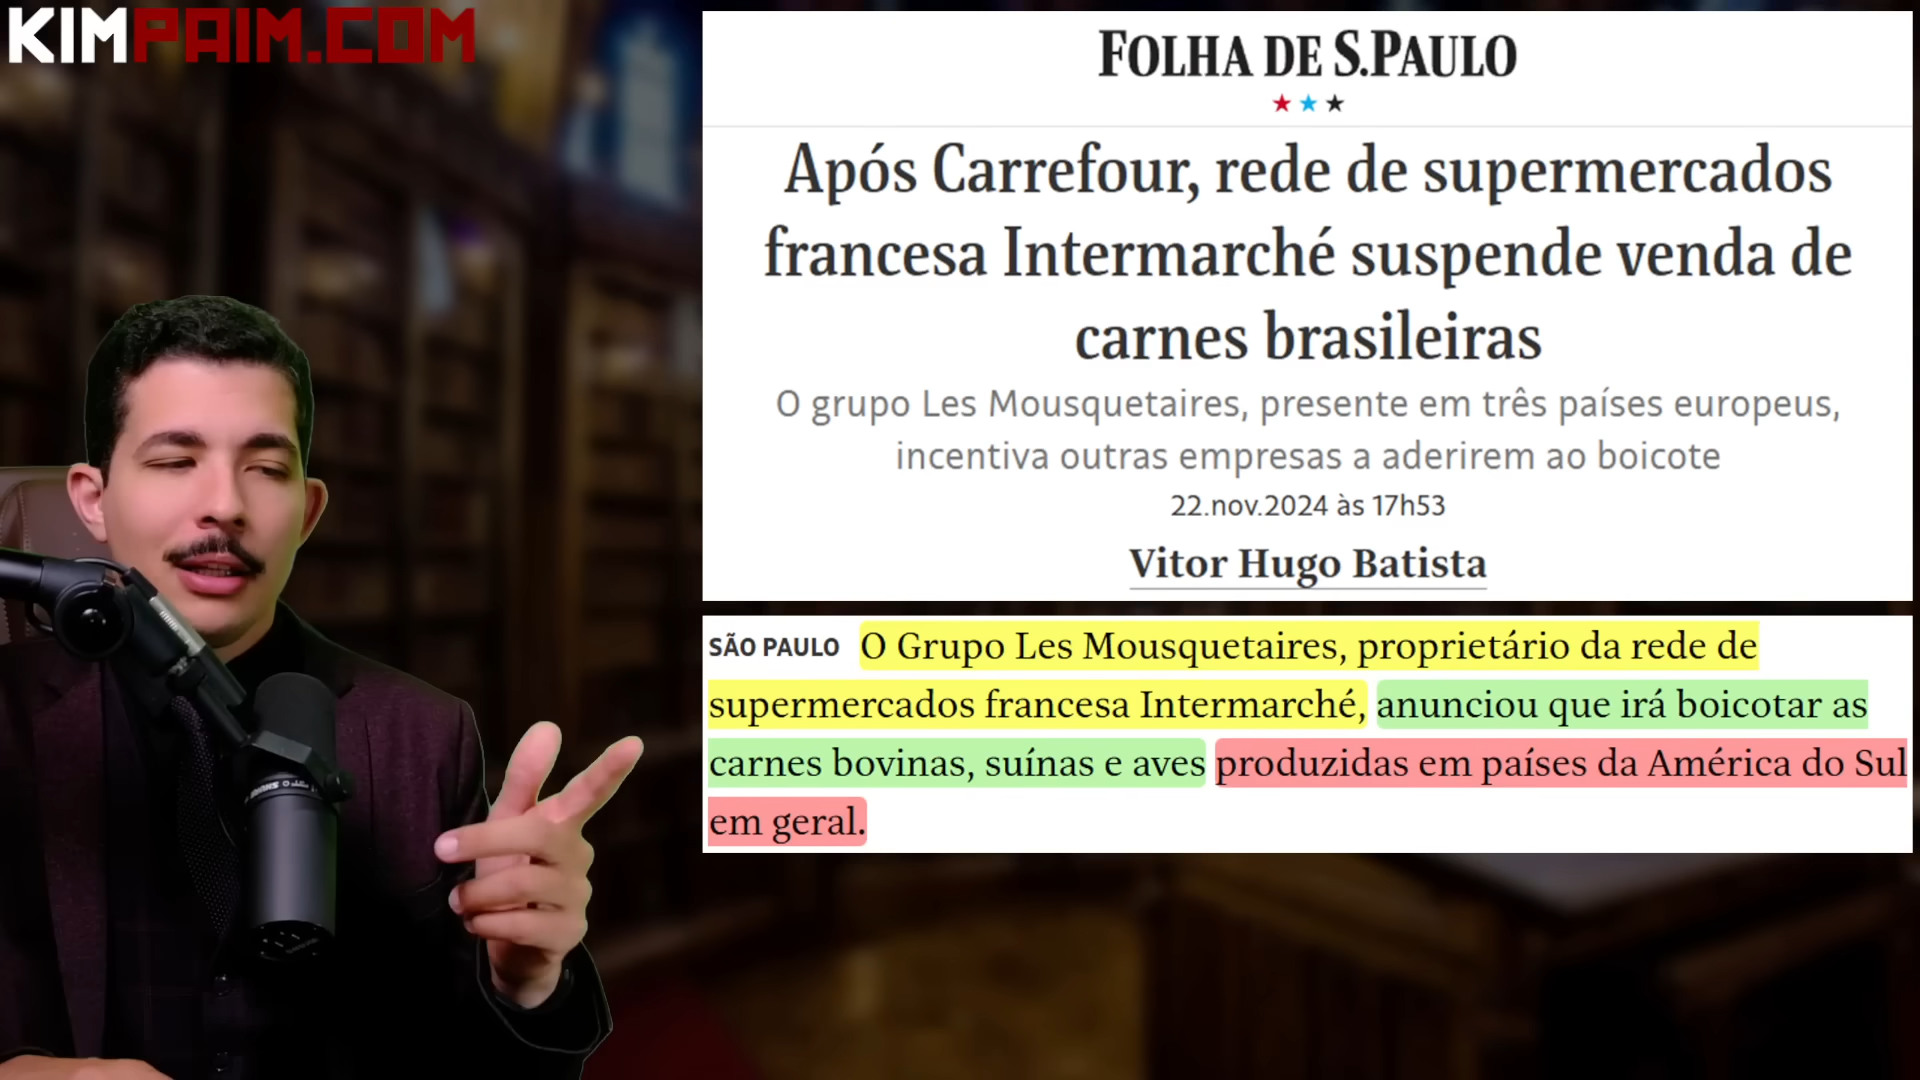 KIMPAIM.COM
FOLHA DE S.PAULO
Após Carrefour, rede de supermercados
francesa Intermarché suspende venda de
carnes brasileiras
O grupo Les Mousquetaires, presente em três países europeus,
incentiva outras empresas a aderirem ao boicote
22.nov.2024 às 17h53
Vitor Hugo Batista
SÃO PAULO O Grupo Les Mousquetaires, proprietário da rede de
supermercados francesa Intermarché, anunciou que irá boicotar as
carnes bovinas, suínas e aves produzidas em países da América do Sul
em geral.
SHURE